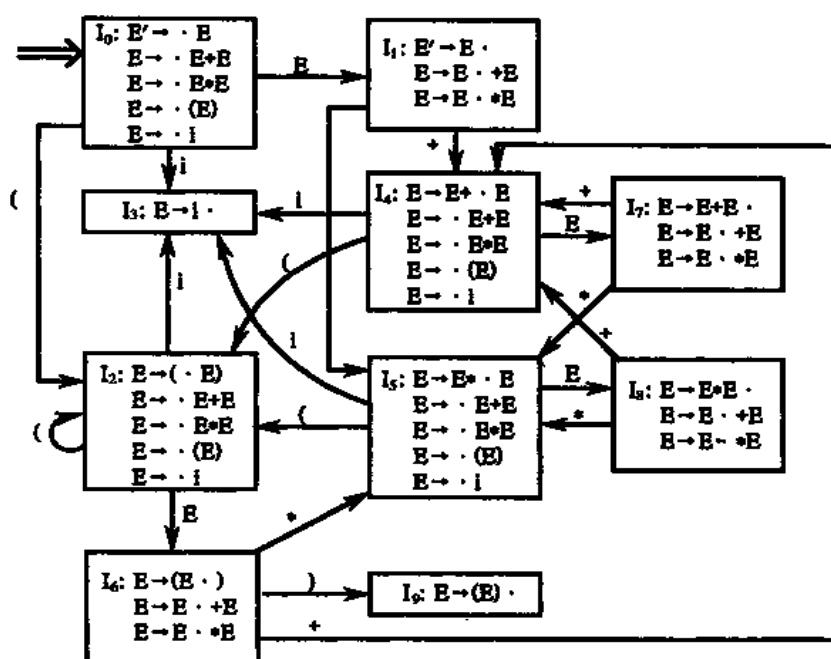 I₀: E′→ · E
E→ · E+E
E→ · E*E
E→ · (E)
E→ · i
E
I₁: E′→E ·
E→E · +E
E→E · *E
(
i
+
I₃: E→i ·
i
I₄: E→E+ · E
E→ · E+E
E→ · E*E
E→ · (E)
E→ · i
+
E
I₇: E→E+E ·
E→E · +E
E→E · *E
i
(
i
*
+
I₂: E→( · E)
E→ · E+E
E→ · E*E
E→ · (E)
E→ · i
(
(
I₅: E→E* · E
E→ · E+E
E→ · E*E
E→ · (E)
E→ · i
E
*
I₈: E→E*E ·
E→E · +E
E→E · *E
E
*
I₆: E→(E · )
E→E · +E
E→E · *E
)
I₉: E→(E) ·
+